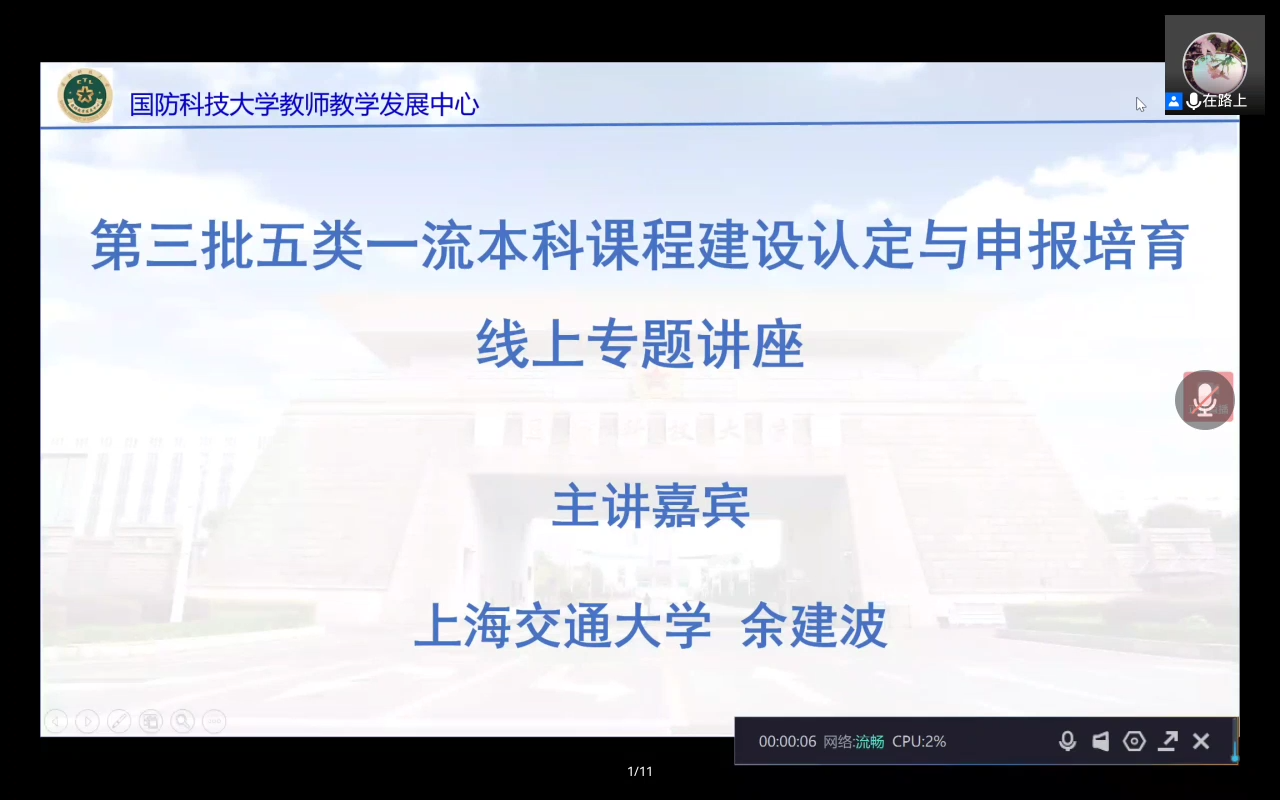 国防科技大学教师教学发展中心
在路上
第三批五类一流本科课程建设认定与申报培育
线上专题讲座
主讲嘉宾
上海交通大学 余建波
00:00:06 网络:流畅 CPU:2%
1/11